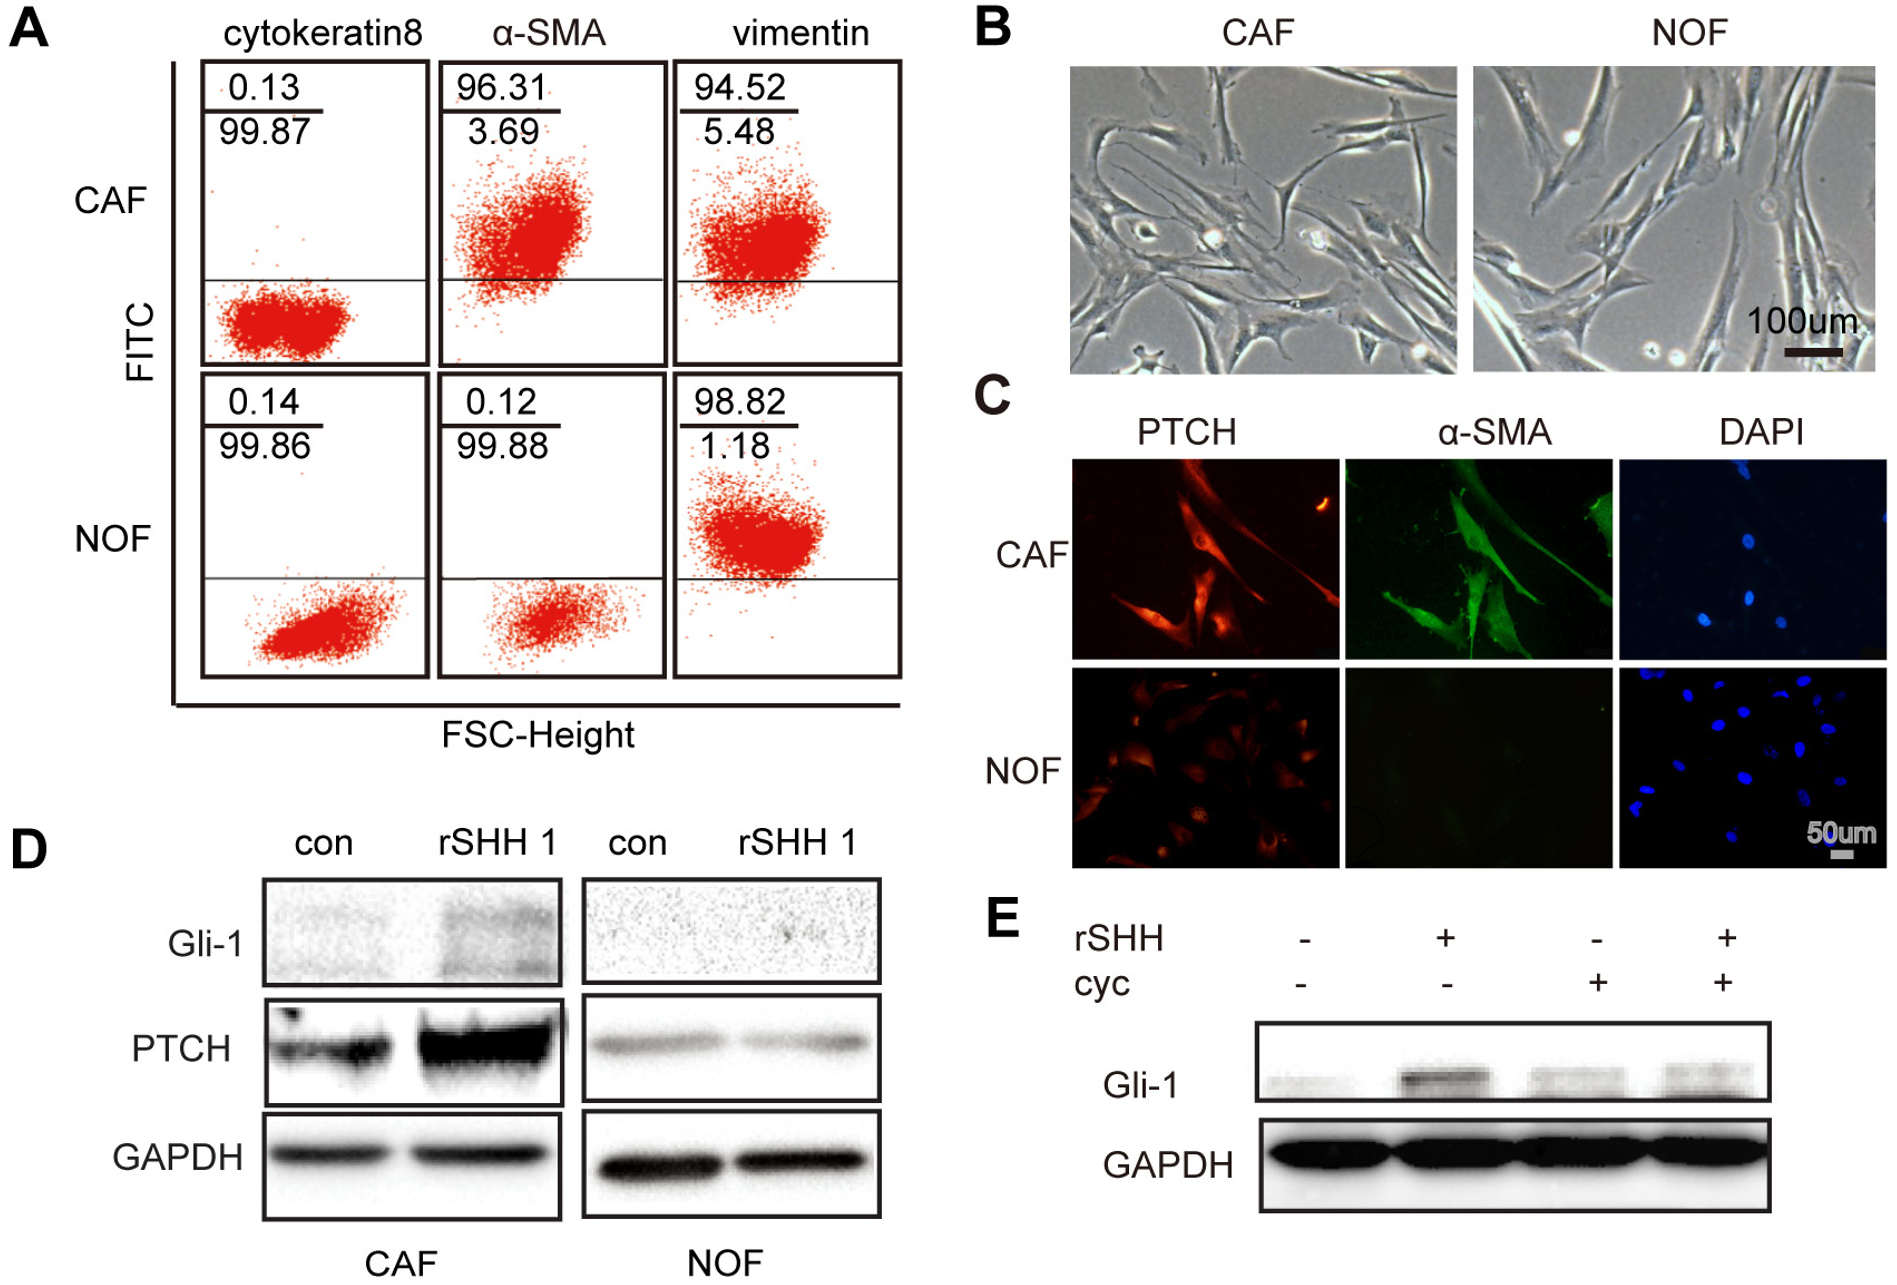 A
cytokeratin8 α-SMA vimentin
0.13 96.31 94.52
99.87 3.69 5.48
CAF
FITC
0.14 0.12 98.82
99.86 99.88 1.18
NOF
FSC-Height
B
CAF NOF
100um
C
PTCH α-SMA DAPI
CAF
NOF
50um
D
con rSHH 1 con rSHH 1
Gli-1
PTCH
GAPDH
CAF NOF
E
rSHH - + - +
cyc - - + +
Gli-1
GAPDH